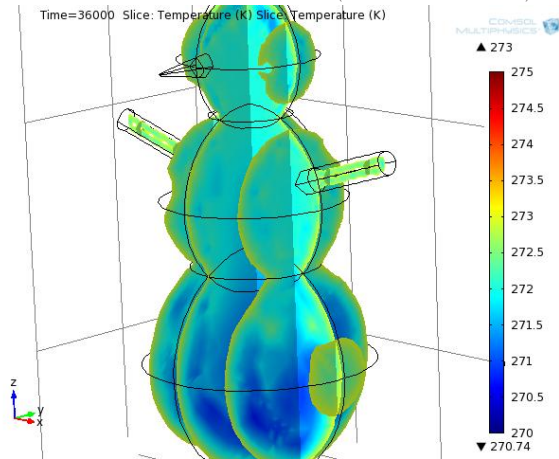 Time=36000 Slice: Temperature (K) Slice: Temperature (K)
COMSOL
MULTIPHYSICS
▲ 273
275
274.5
274
273.5
273
272.5
272
271.5
271
270.5
270
▼ 270.74
z
y
x